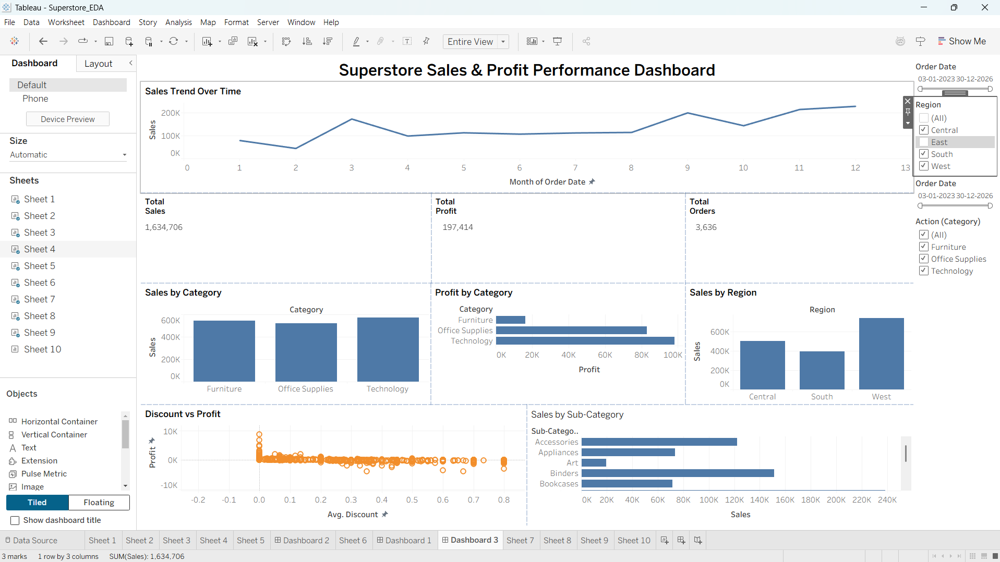 Tableau - Superstore_EDA
File Data Worksheet Dashboard Story Analysis Map Format Server Window Help
Entire View
Show Me
Dashboard
Layout
Default
Phone
Device Preview
Size
Automatic
Sheets
Sheet 1
Sheet 2
Sheet 3
Sheet 4
Sheet 5
Sheet 6
Sheet 7
Sheet 8
Sheet 9
Sheet 10
Objects
Horizontal Container
Vertical Container
Text
Extension
Pulse Metric
Image
Tiled
Floating
Show dashboard title
Superstore Sales & Profit Performance Dashboard
Sales Trend Over Time
Sales
200K
100K
0K
0 1 2 3 4 5 6 7 8 9 10 11 12 13
Month of Order Date
Total
Sales
1,634,706
Total
Profit
197,414
Total
Orders
3,636
Sales by Category
Category
Sales
600K
400K
200K
0K
Furniture Office Supplies Technology
Profit by Category
Category
Furniture
Office Supplies
Technology
0K 20K 40K 60K 80K 100K
Profit
Sales by Region
Region
Sales
600K
400K
200K
0K
Central South West
Discount vs Profit
Profit
10K
0K
-10K
-0.2 -0.1 0.0 0.1 0.2 0.3 0.4 0.5 0.6 0.7 0.8
Avg. Discount
Sales by Sub-Category
Sub-Catego..
Accessories
Appliances
Art
Binders
Bookcases
0K 20K 40K 60K 80K 100K 120K 140K 160K 180K 200K 220K 240K
Sales
Order Date
03-01-2023 30-12-2026
Region
(All)
Central
East
South
West
Order Date
03-01-2023 30-12-2026
Action (Category)
(All)
Furniture
Office Supplies
Technology
Data Source Sheet 1 Sheet 2 Sheet 3 Sheet 4 Sheet 5 Dashboard 2 Sheet 6 Dashboard 1 Dashboard 3 Sheet 7 Sheet 8 Sheet 9 Sheet 10
3 marks 1 row by 3 columns SUM(Sales): 1,634,706